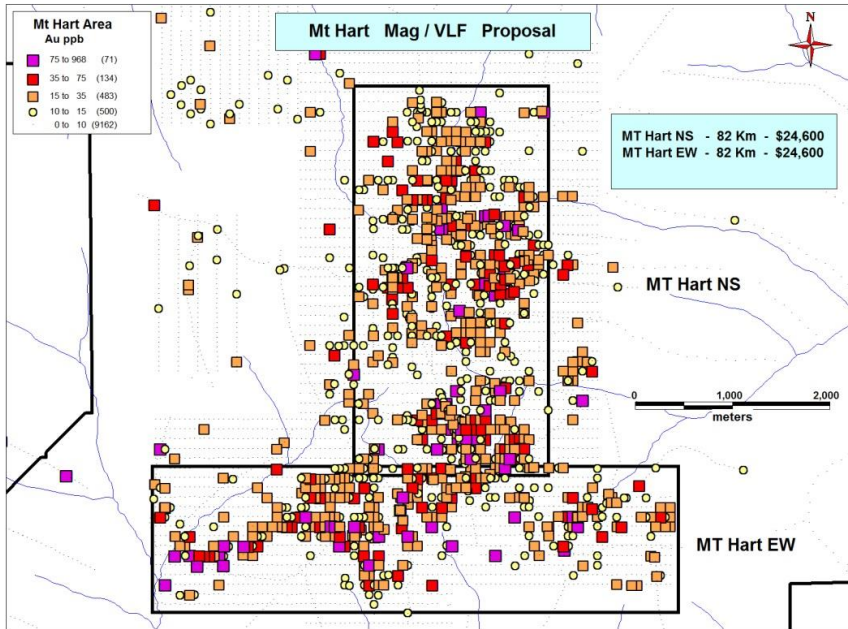 Mt Hart Mag / VLF Proposal
N
Mt Hart Area
Au ppb
75 to 968 (71)
35 to 75 (134)
15 to 35 (483)
10 to 15 (500)
0 to 10 (9162)
MT Hart NS - 82 Km - $24,600
MT Hart EW - 82 Km - $24,600
MT Hart NS
0 1,000 2,000
meters
MT Hart EW